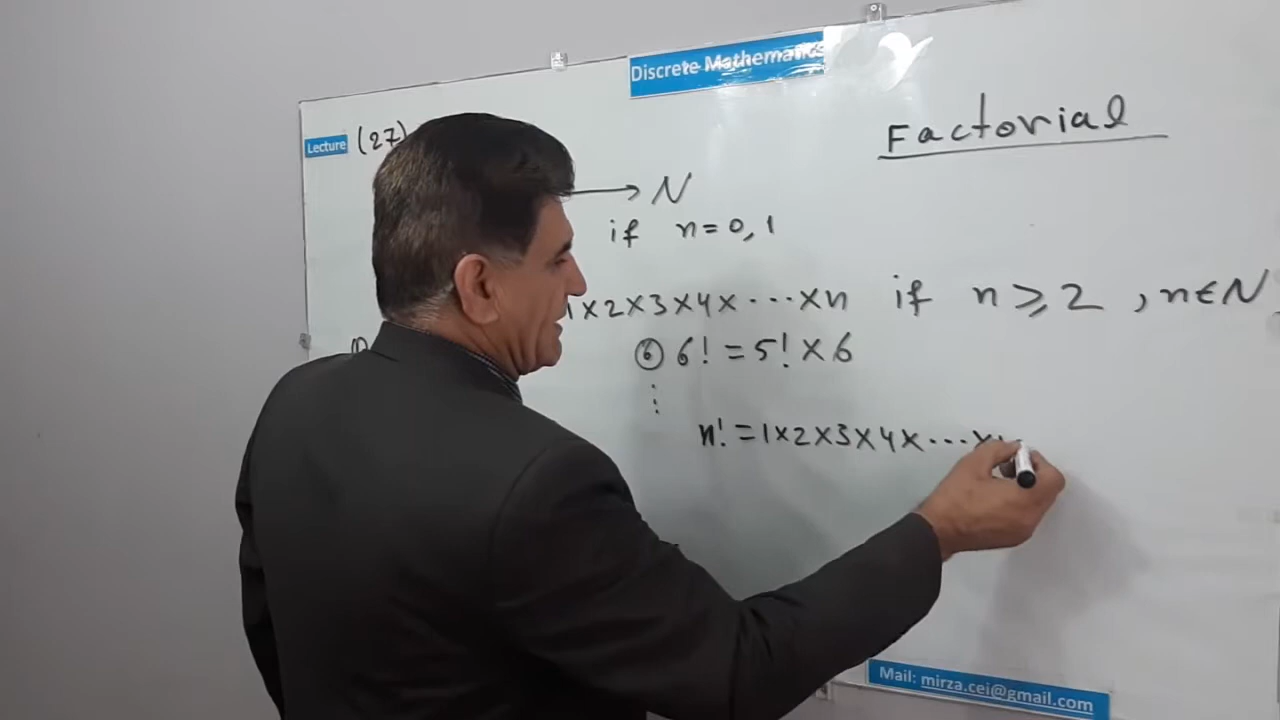 Discrete Mathematics
Lecture (27)
Factorial
→ N
if n=0,1
1×2×3×4×···×n if n⩾2 , n∈N
⑥ 6! = 5! × 6
⋮
n! = 1×2×3×4×···×
Mail: mirza.cei@gmail.com